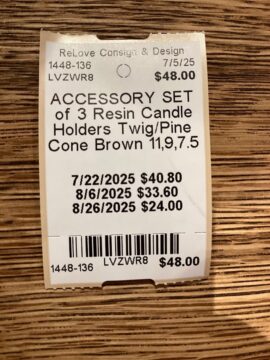 ReLove Consign & Design
1448-136 7/5/25
LVZWR8 $48.00
ACCESSORY SET
of 3 Resin Candle
Holders Twig/Pine
Cone Brown 11,9,7.5
7/22/2025 $40.80
8/6/2025 $33.60
8/26/2025 $24.00
1448-136 LVZWR8 $48.00